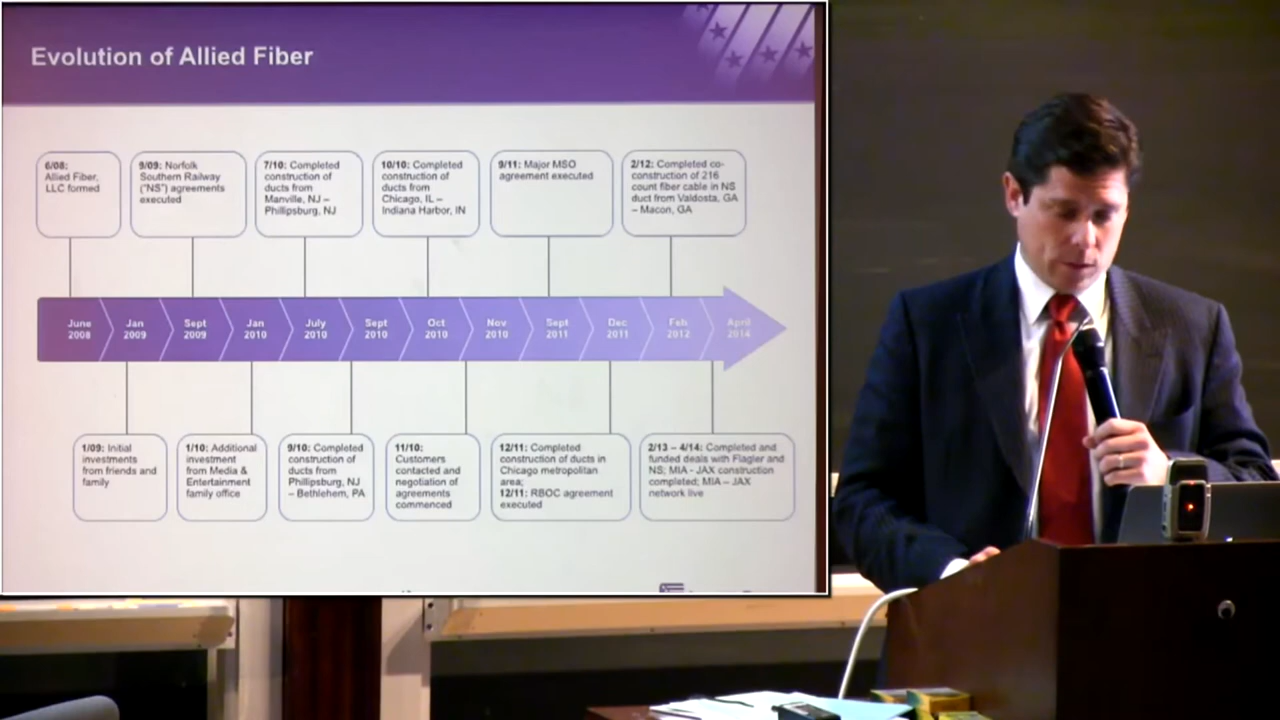 Evolution of Allied Fiber
6/08:
Allied Fiber,
LLC formed
9/09: Norfolk
Southern Railway
("NS") agreements
executed
7/10: Completed
construction of
ducts from
Manville, NJ –
Phillipsburg, NJ
10/10: Completed
construction of
ducts from
Chicago, IL –
Indiana Harbor, IN
9/11: Major MSO
agreement executed
2/12: Completed co-
construction of 216
count fiber cable in NS
duct from Valdosta, GA
– Macon, GA
June
2008
Jan
2009
Sept
2009
Jan
2010
July
2010
Sept
2010
Oct
2010
Nov
2010
Sept
2011
Dec
2011
Feb
2012
April
2014
1/09: Initial
investments
from friends and
family
1/10: Additional
investment
from Media &
Entertainment
family office
9/10: Completed
construction of
ducts from
Phillipsburg, NJ
– Bethlehem, PA
11/10:
Customers
contacted and
negotiation of
agreements
commenced
12/11: Completed
construction of ducts in
Chicago metropolitan
area;
12/11: RBOC agreement
executed
2/13 – 4/14: Completed and
funded deals with Flagler and
NS; MIA - JAX construction
completed; MIA – JAX
network live